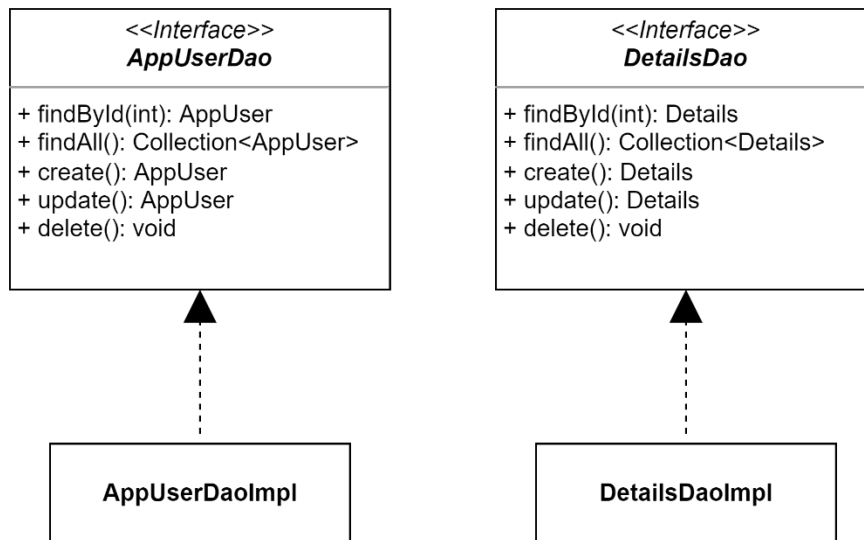 <<Interface>>
AppUserDao
+ findById(int): AppUser
+ findAll(): Collection<AppUser>
+ create(): AppUser
+ update(): AppUser
+ delete(): void
AppUserDaoImpl
<<Interface>>
DetailsDao
+ findById(int): Details
+ findAll(): Collection<Details>
+ create(): Details
+ update(): Details
+ delete(): void
DetailsDaoImpl